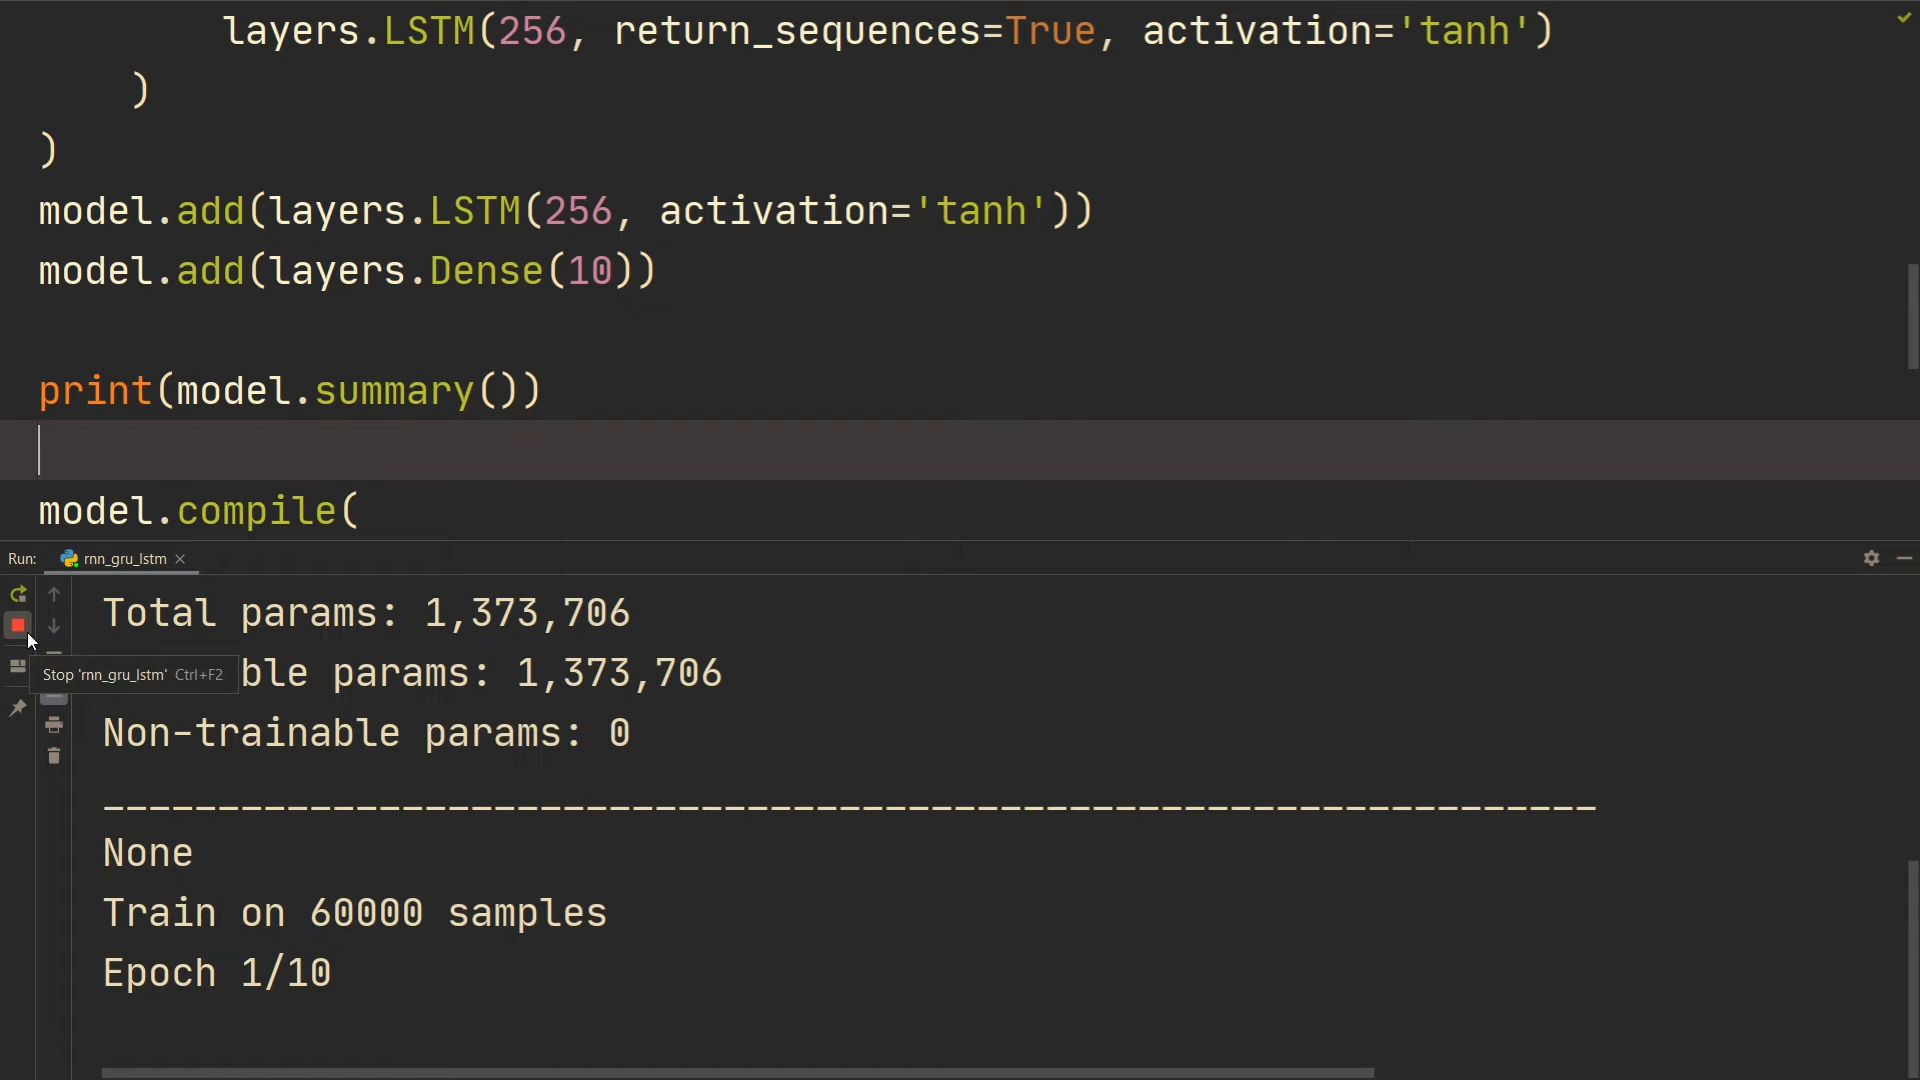 layers.LSTM(256, return_sequences=True, activation='tanh')
)
)
model.add(layers.LSTM(256, activation='tanh'))
model.add(layers.Dense(10))
print(model.summary())
model.compile(
Run: rnn_gru_lstm
Total params: 1,373,706
Stop 'rnn_gru_lstm' Ctrl+F2
ble params: 1,373,706
Non-trainable params: 0
_________________________________________________________________
None
Train on 60000 samples
Epoch 1/10